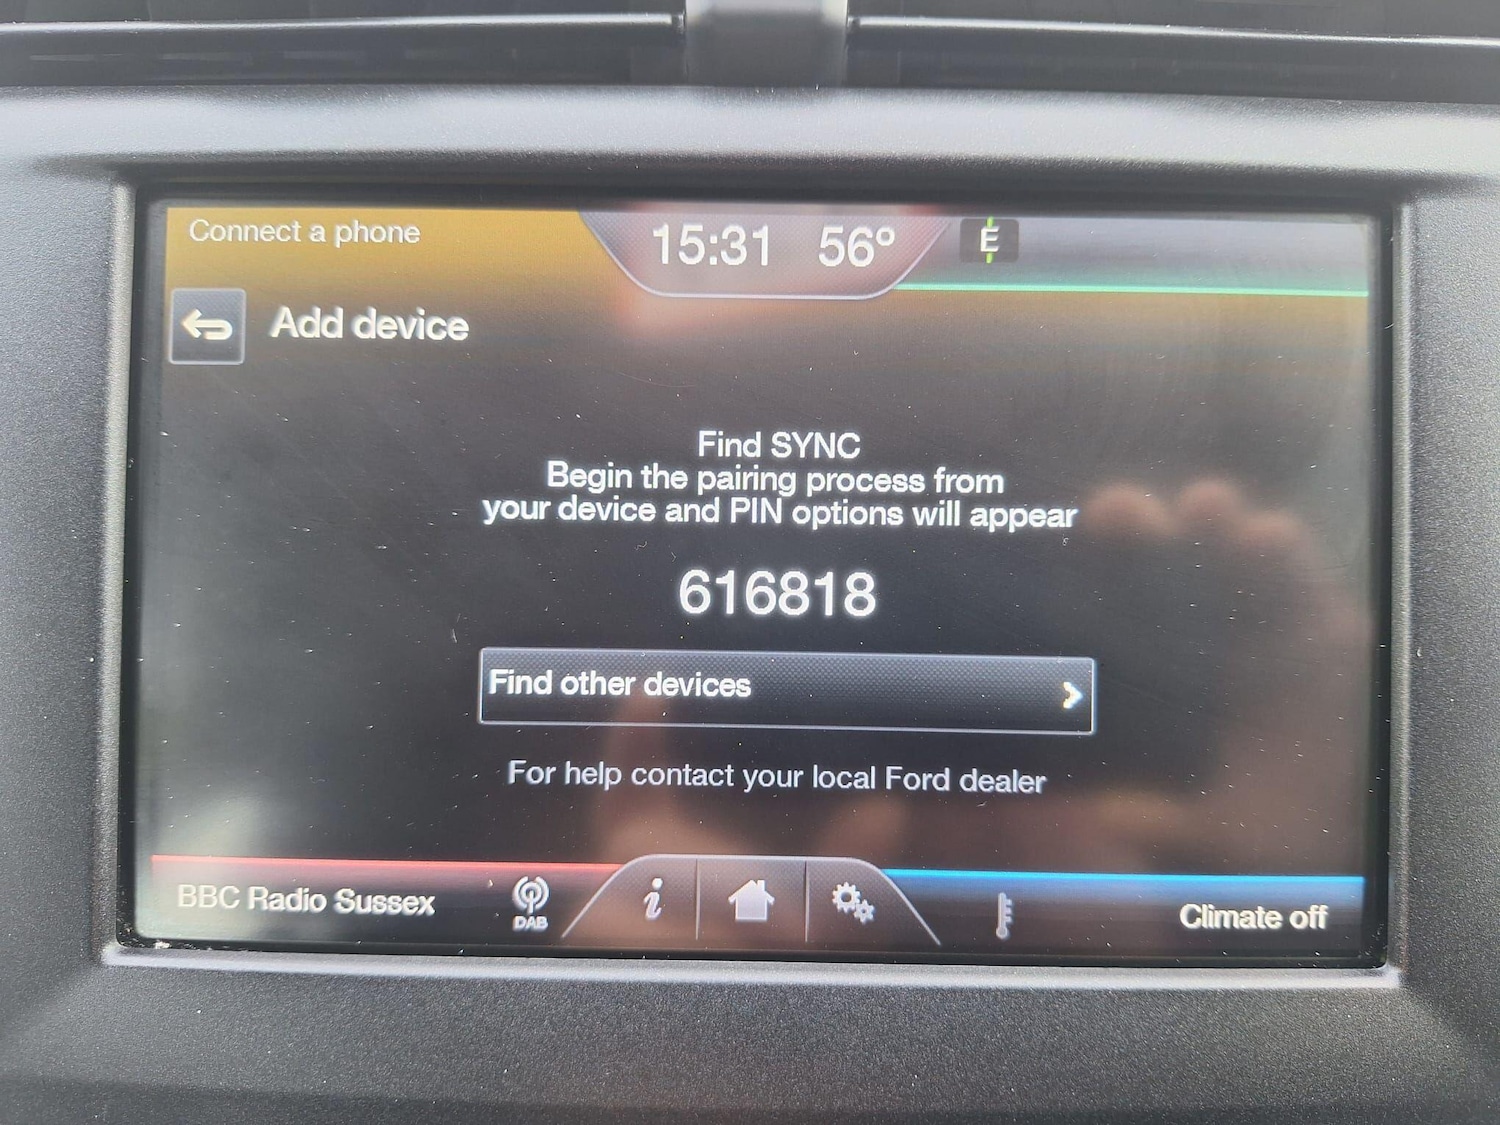 Connect a phone
15:31 56º
E
Add device
Find SYNC
Begin the pairing process from
your device and PIN options will appear
616818
Find other devices
For help contact your local Ford dealer
BBC Radio Sussex
DAB
i
Climate off